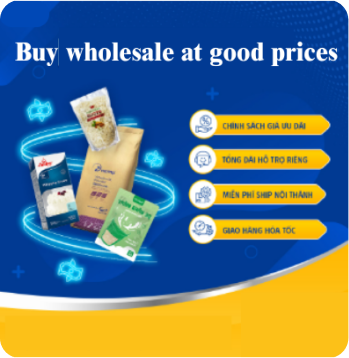 Buy wholesale at good prices
CHÍNH SÁCH GIÁ ƯU ĐÃI
TỔNG ĐÀI HỖ TRỢ RIÊNG
MIỄN PHÍ SHIP NỘI THÀNH
GIAO HÀNG HỎA TỐC